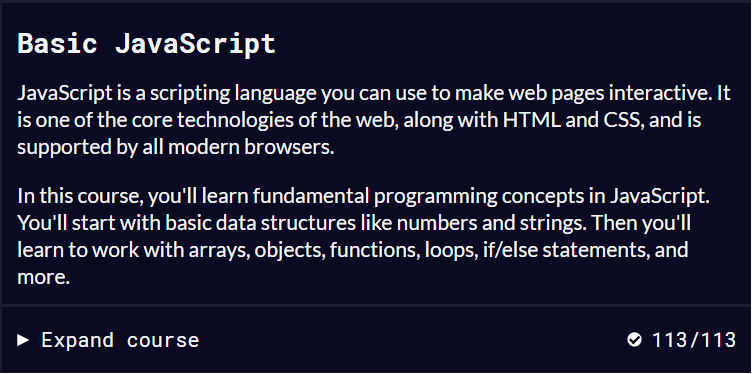 Basic JavaScript
JavaScript is a scripting language you can use to make web pages interactive. It
is one of the core technologies of the web, along with HTML and CSS, and is
supported by all modern browsers.
In this course, you'll learn fundamental programming concepts in JavaScript.
You'll start with basic data structures like numbers and strings. Then you'll
learn to work with arrays, objects, functions, loops, if/else statements, and
more.
Expand course 113/113